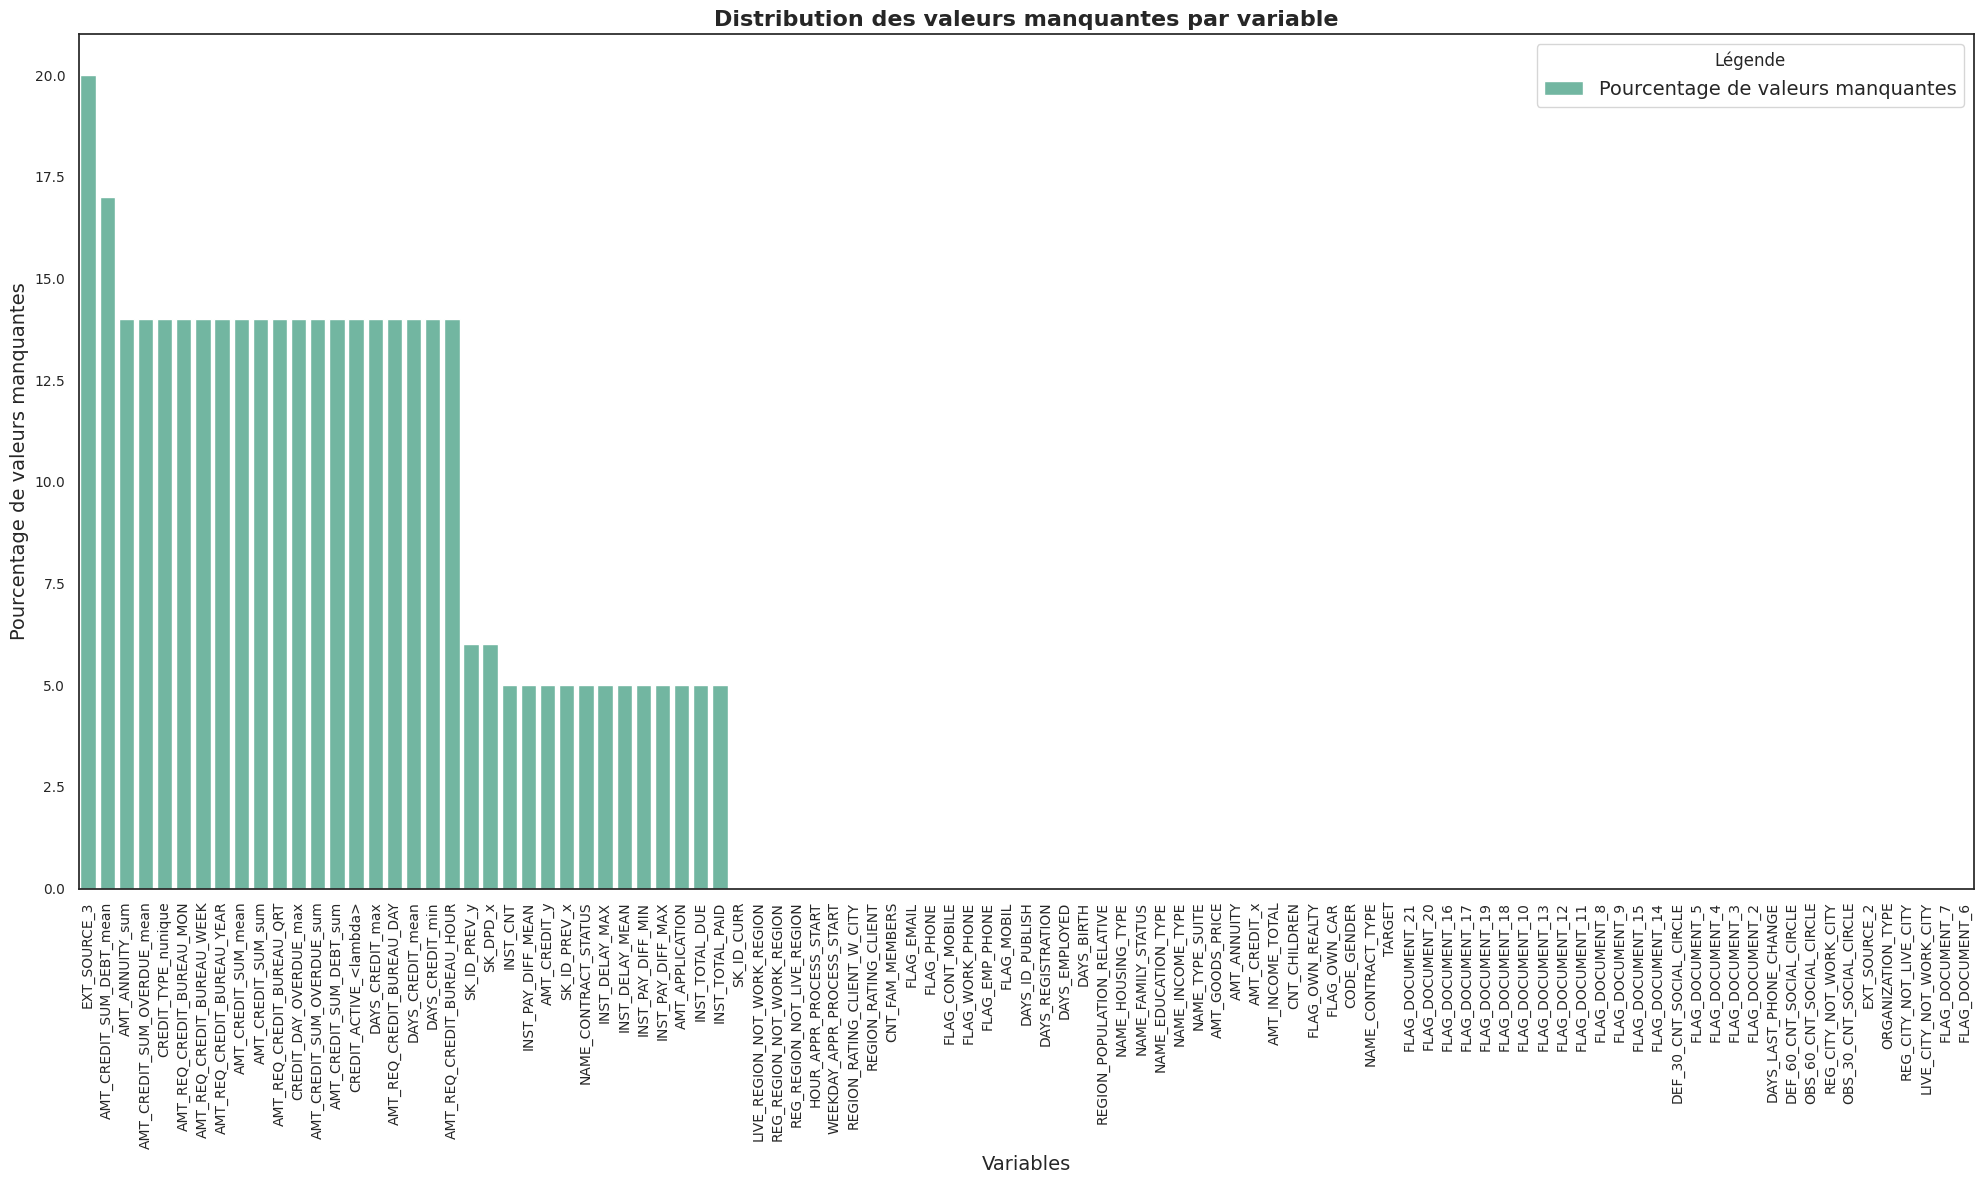 Distribution des valeurs manquantes par variable
Légende
Pourcentage de valeurs manquantes
Pourcentage de valeurs manquantes
20.0
17.5
15.0
12.5
10.0
7.5
5.0
2.5
0.0
EXT_SOURCE_3
AMT_CREDIT_SUM_DEBT_mean
AMT_ANNUITY_sum
AMT_CREDIT_SUM_OVERDUE_mean
CREDIT_TYPE_nunique
AMT_REQ_CREDIT_BUREAU_MON
AMT_REQ_CREDIT_BUREAU_WEEK
AMT_REQ_CREDIT_BUREAU_YEAR
AMT_CREDIT_SUM_mean
AMT_CREDIT_SUM_sum
AMT_REQ_CREDIT_BUREAU_QRT
CREDIT_DAY_OVERDUE_max
AMT_CREDIT_SUM_OVERDUE_sum
AMT_CREDIT_SUM_DEBT_sum
CREDIT_ACTIVE_<lambda>
DAYS_CREDIT_max
AMT_REQ_CREDIT_BUREAU_DAY
DAYS_CREDIT_mean
DAYS_CREDIT_min
AMT_REQ_CREDIT_BUREAU_HOUR
SK_ID_PREV_y
SK_DPD_x
INST_CNT
INST_PAY_DIFF_MEAN
AMT_CREDIT_y
SK_ID_PREV_x
NAME_CONTRACT_STATUS
INST_DELAY_MAX
INST_DELAY_MEAN
INST_PAY_DIFF_MIN
INST_PAY_DIFF_MAX
AMT_APPLICATION
INST_TOTAL_DUE
INST_TOTAL_PAID
SK_ID_CURR
LIVE_REGION_NOT_WORK_REGION
REG_REGION_NOT_WORK_REGION
REG_REGION_NOT_LIVE_REGION
HOUR_APPR_PROCESS_START
WEEKDAY_APPR_PROCESS_START
REGION_RATING_CLIENT_W_CITY
REGION_RATING_CLIENT
CNT_FAM_MEMBERS
FLAG_EMAIL
FLAG_PHONE
FLAG_CONT_MOBILE
FLAG_WORK_PHONE
FLAG_EMP_PHONE
FLAG_MOBIL
DAYS_ID_PUBLISH
DAYS_REGISTRATION
DAYS_EMPLOYED
DAYS_BIRTH
REGION_POPULATION_RELATIVE
NAME_HOUSING_TYPE
NAME_FAMILY_STATUS
NAME_EDUCATION_TYPE
NAME_INCOME_TYPE
NAME_TYPE_SUITE
AMT_GOODS_PRICE
AMT_ANNUITY
AMT_CREDIT_x
AMT_INCOME_TOTAL
CNT_CHILDREN
FLAG_OWN_REALTY
FLAG_OWN_CAR
CODE_GENDER
NAME_CONTRACT_TYPE
TARGET
FLAG_DOCUMENT_21
FLAG_DOCUMENT_20
FLAG_DOCUMENT_16
FLAG_DOCUMENT_17
FLAG_DOCUMENT_19
FLAG_DOCUMENT_18
FLAG_DOCUMENT_10
FLAG_DOCUMENT_13
FLAG_DOCUMENT_12
FLAG_DOCUMENT_11
FLAG_DOCUMENT_8
FLAG_DOCUMENT_9
FLAG_DOCUMENT_15
FLAG_DOCUMENT_14
DEF_30_CNT_SOCIAL_CIRCLE
FLAG_DOCUMENT_5
FLAG_DOCUMENT_4
FLAG_DOCUMENT_3
FLAG_DOCUMENT_2
DAYS_LAST_PHONE_CHANGE
DEF_60_CNT_SOCIAL_CIRCLE
OBS_60_CNT_SOCIAL_CIRCLE
REG_CITY_NOT_WORK_CITY
OBS_30_CNT_SOCIAL_CIRCLE
EXT_SOURCE_2
ORGANIZATION_TYPE
REG_CITY_NOT_LIVE_CITY
LIVE_CITY_NOT_WORK_CITY
FLAG_DOCUMENT_7
FLAG_DOCUMENT_6
Variables